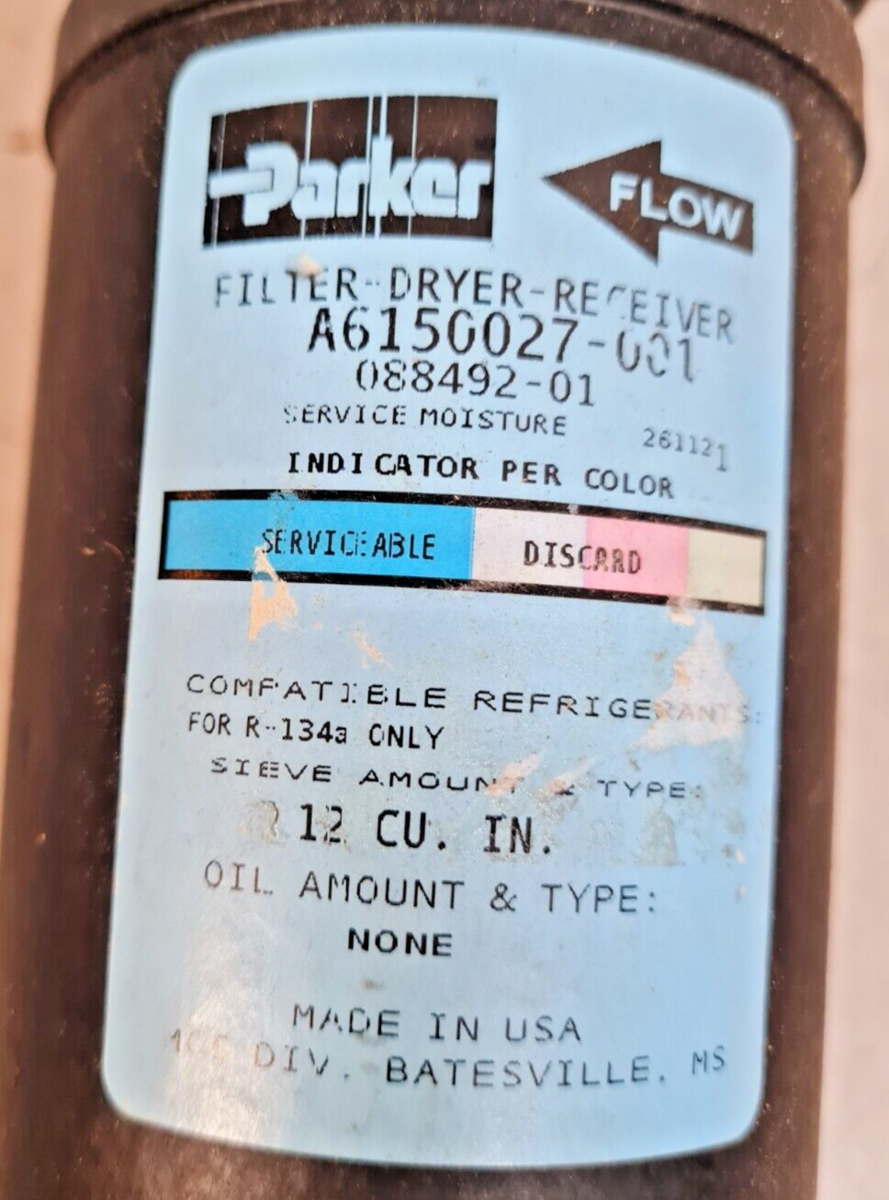 Parker
FLOW
FILTER-DRYER-RECEIVER
A6150027-001
088492-01
SERVICE MOISTURE
261121
INDICATOR PER COLOR
SERVICEABLE DISCARD
COMPATIBLE REFRIGERANTS:
FOR R-134a ONLY
SIEVE AMOUNT & TYPE:
12 CU. IN.
OIL AMOUNT & TYPE:
NONE
MADE IN USA
DIV. BATESVILLE. MS